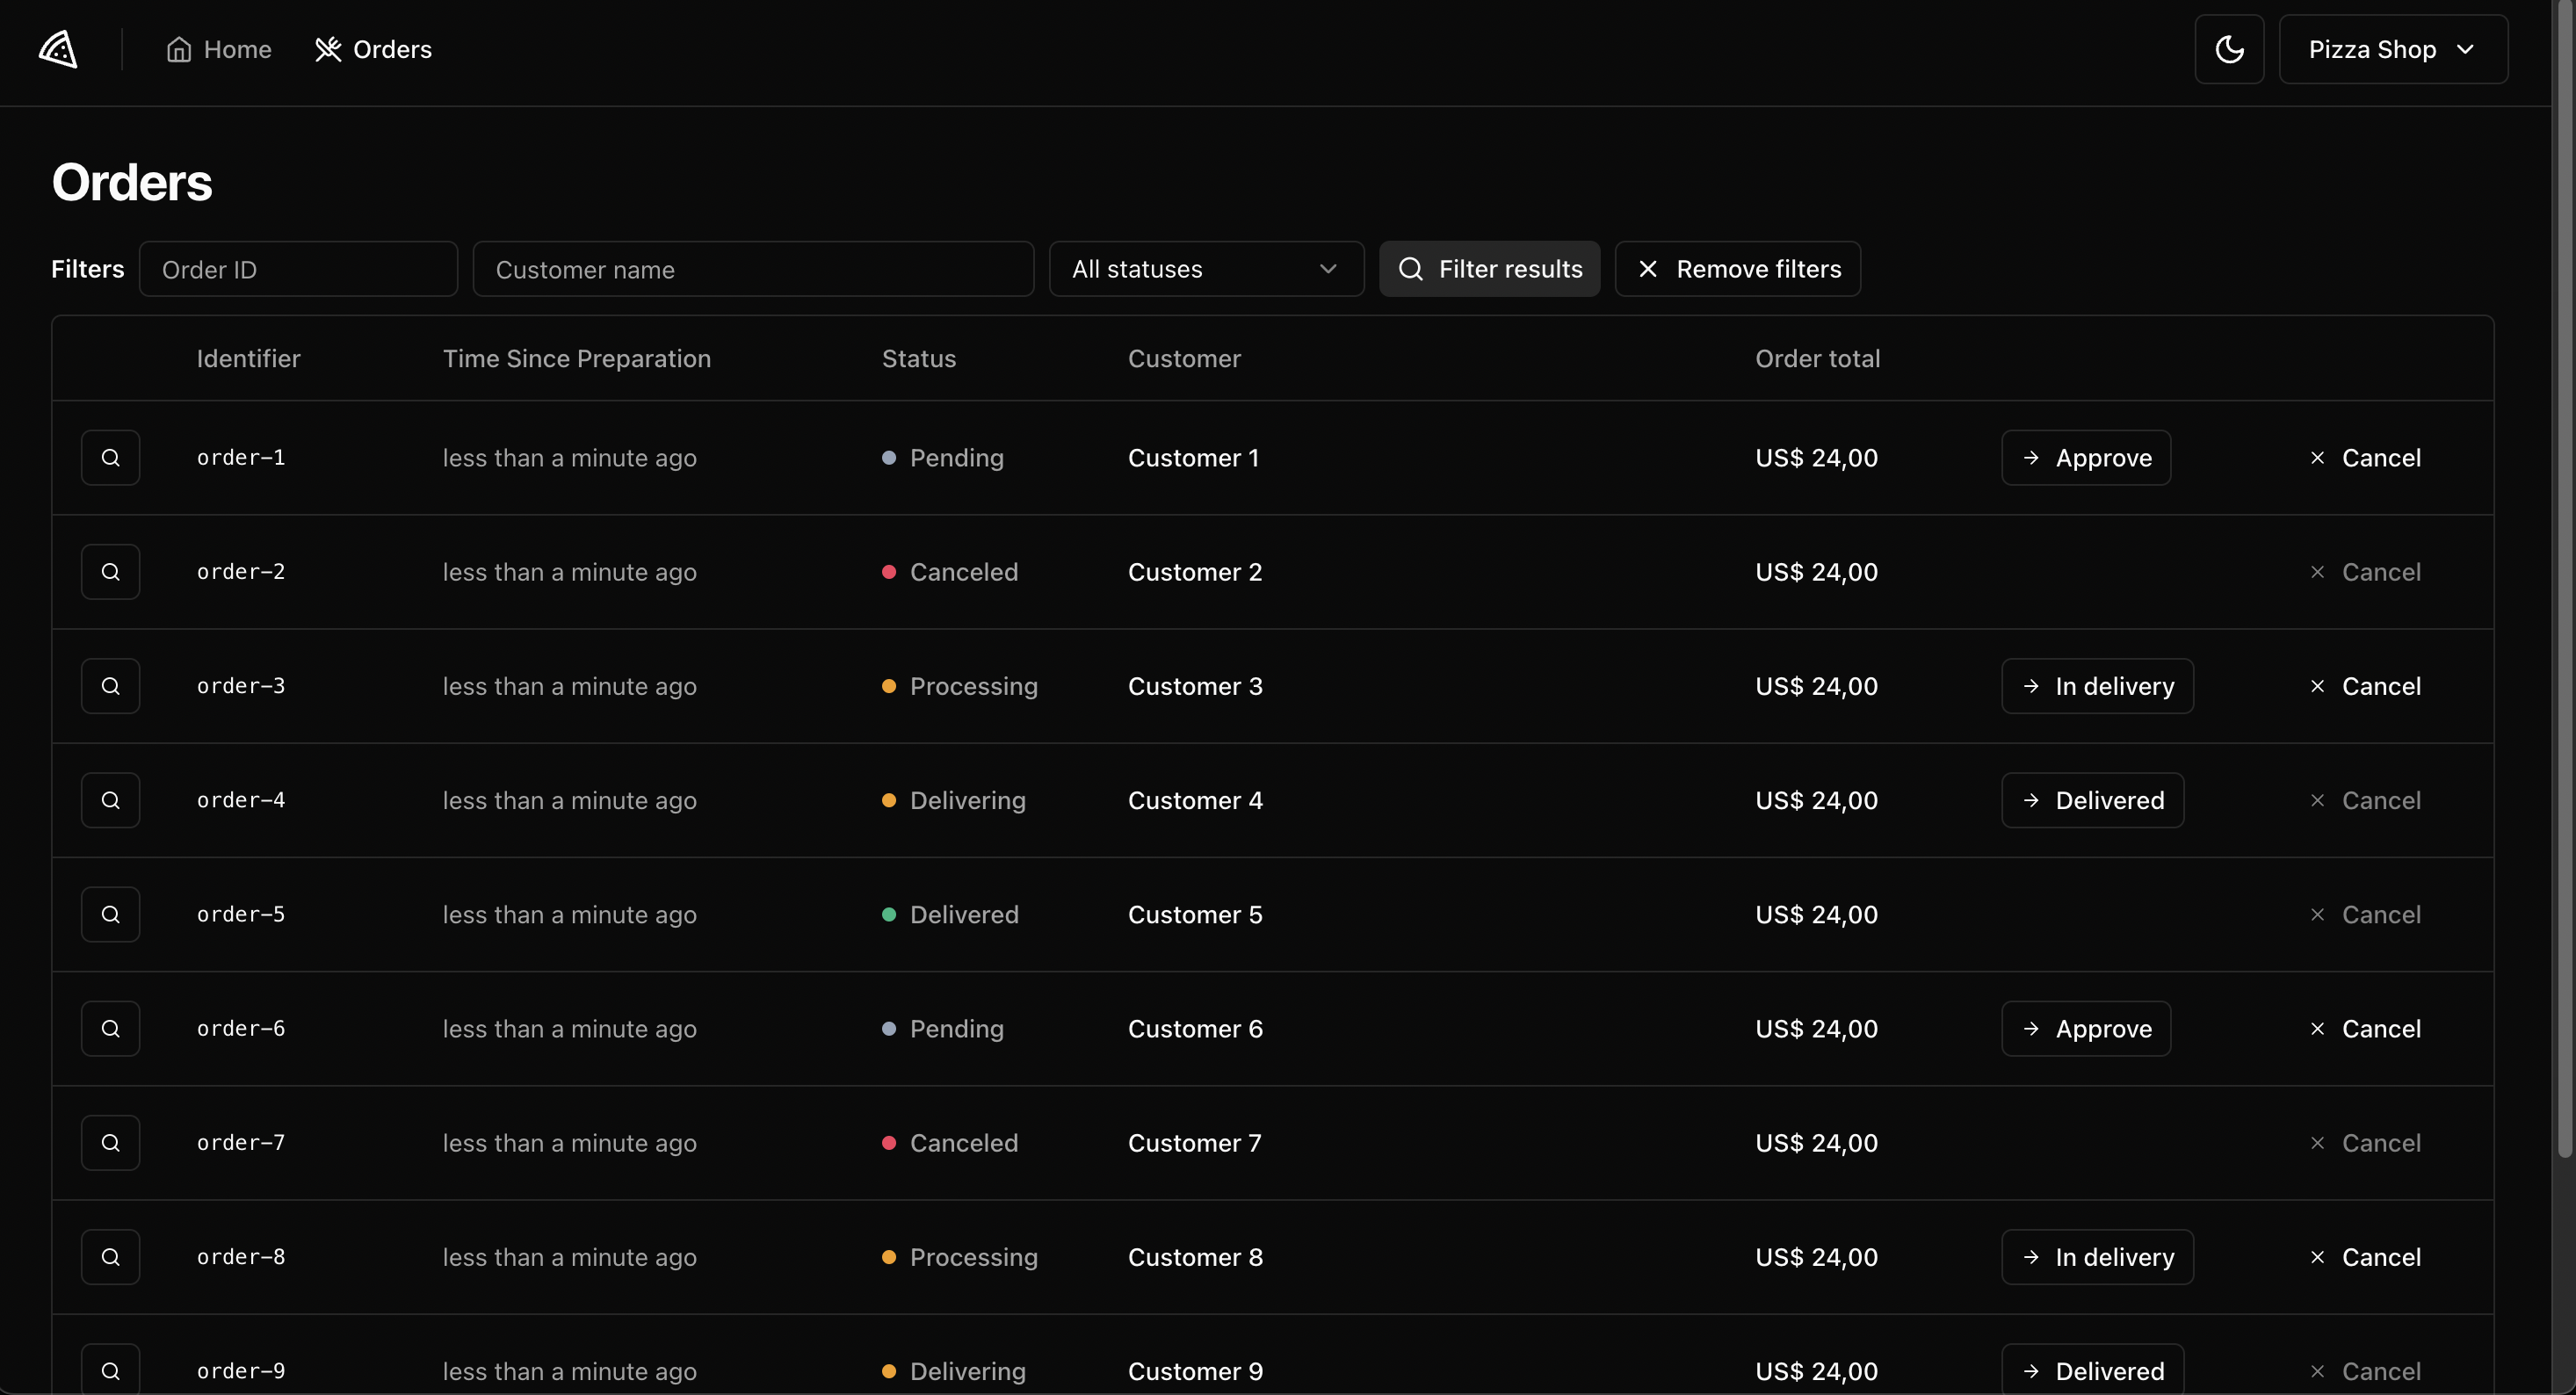 Home Orders Pizza Shop
Orders
Filters Order ID Customer name All statuses Filter results Remove filters
Identifier Time Since Preparation Status Customer Order total
order-1 less than a minute ago Pending Customer 1 US$ 24,00 Approve Cancel
order-2 less than a minute ago Canceled Customer 2 US$ 24,00 Cancel
order-3 less than a minute ago Processing Customer 3 US$ 24,00 In delivery Cancel
order-4 less than a minute ago Delivering Customer 4 US$ 24,00 Delivered Cancel
order-5 less than a minute ago Delivered Customer 5 US$ 24,00 Cancel
order-6 less than a minute ago Pending Customer 6 US$ 24,00 Approve Cancel
order-7 less than a minute ago Canceled Customer 7 US$ 24,00 Cancel
order-8 less than a minute ago Processing Customer 8 US$ 24,00 In delivery Cancel
order-9 less than a minute ago Delivering Customer 9 US$ 24,00 Delivered Cancel